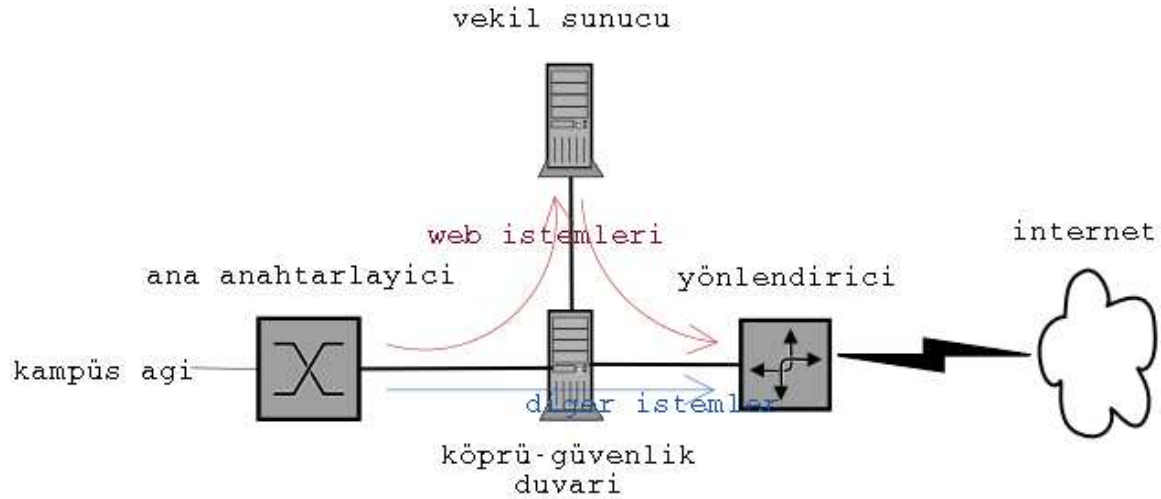 vekil sunucu
web istemleri
internet
ana anahtarlayici
yönlendirici
kampüs agi
diger istemler
köprü-güvenlik
duvari